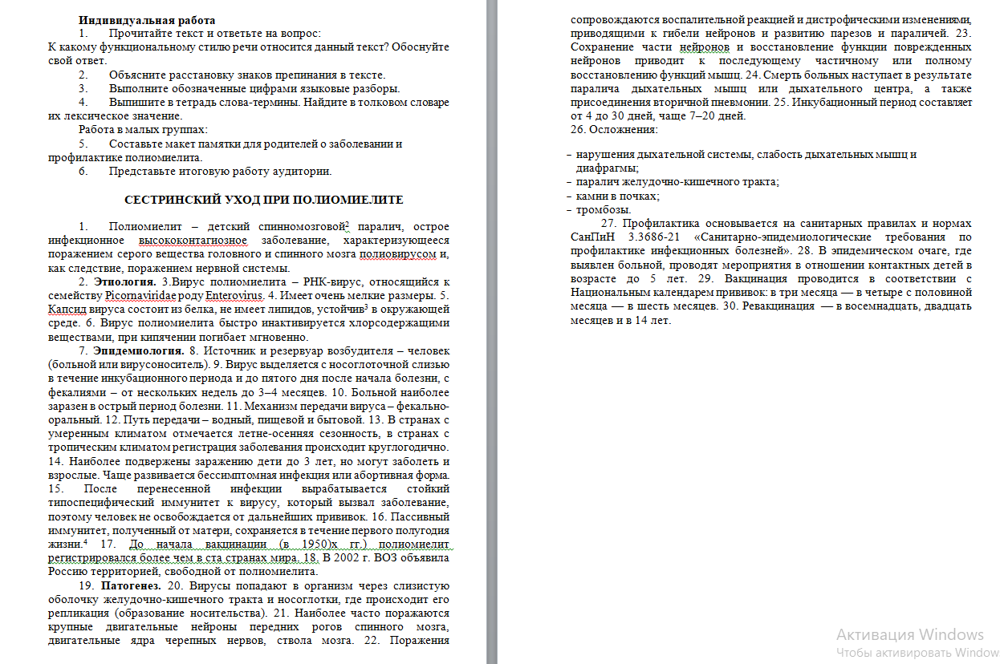 Индивидуальная работа
1. Прочитайте текст и ответьте на вопрос:
К какому функциональному стилю речи относится данный текст? Обоснуйте
свой ответ.
2. Объясните расстановку знаков препинания в тексте.
3. Выполните обозначенные цифрами языковые разборы.
4. Выпишите в тетрадь слова-термины. Найдите в толковом словаре
их лексическое значение.
Работа в малых группах:
5. Составьте макет памятки для родителей о заболевании и
профилактике полиомиелита.
6. Представьте итоговую работу аудитории.
СЕСТРИНСКИЙ УХОД ПРИ ПОЛИОМИЕЛИТЕ
1. Полиомиелит – детский спинномозговой² паралич, острое
инфекционное высококонтагиозное заболевание, характеризующееся
поражением серого вещества головного и спинного мозга полиовирусом и,
как следствие, поражением нервной системы.
2. Этиология. 3.Вирус полиомиелита – РНК-вирус, относящийся к
семейству Picornaviridae роду Enterovirus. 4. Имеет очень мелкие размеры. 5.
Капсид вируса состоит из белка, не имеет липидов, устойчив³ в окружающей
среде. 6. Вирус полиомиелита быстро инактивируется хлорсодержащими
веществами, при кипячении погибает мгновенно.
7. Эпидемиология. 8. Источник и резервуар возбудителя – человек
(больной или вирусоноситель). 9. Вирус выделяется с носоглоточной слизью
в течение инкубационного периода и до пятого дня после начала болезни, с
фекалиями – от нескольких недель до 3–4 месяцев. 10. Больной наиболее
заразен в острый период болезни. 11. Механизм передачи вируса – фекально-
оральный. 12. Путь передачи – водный, пищевой и бытовой. 13. В странах с
умеренным климатом отмечается летне-осенняя сезонность, в странах с
тропическим климатом регистрация заболевания происходит круглогодично.
14. Наиболее подвержены заражению дети до 3 лет, но могут заболеть и
взрослые. Чаще развивается бессимптомная инфекция или абортивная форма.
15. После перенесенной инфекции вырабатывается стойкий
типоспецифический иммунитет к вирусу, который вызвал заболевание,
поэтому человек не освобождается от дальнейших прививок. 16. Пассивный
иммунитет, полученный от матери, сохраняется в течение первого полугодия
жизни.⁴ 17. До начала вакцинации (в 1950)х гг.) полиомиелит
регистрировался более чем в ста странах мира. 18. В 2002 г. ВОЗ объявила
Россию территорией, свободной от полиомиелита.
19. Патогенез. 20. Вирусы попадают в организм через слизистую
оболочку желудочно-кишечного тракта и носоглотки, где происходит его
репликация (образование носительства). 21. Наиболее часто поражаются
крупные двигательные нейроны передних рогов спинного мозга,
двигательные ядра черепных нервов, ствола мозга. 22. Поражения
сопровождаются воспалительной реакцией и дистрофическими изменениями,
приводящими к гибели нейронов и развитию парезов и параличей. 23.
Сохранение части нейронов и восстановление функции поврежденных
нейронов приводит к последующему частичному или полному
восстановлению функций мышц. 24. Смерть больных наступает в результате
паралича дыхательных мышц или дыхательного центра, а также
присоединения вторичной пневмонии. 25. Инкубационный период составляет
от 4 до 30 дней, чаще 7–20 дней.
26. Осложнения:
– нарушения дыхательной системы, слабость дыхательных мышц и
диафрагмы;
– паралич желудочно-кишечного тракта;
– камни в почках;
– тромбозы.
27. Профилактика основывается на санитарных правилах и нормах
СанПиН 3.3686-21 «Санитарно-эпидемиологические требования по
профилактике инфекционных болезней». 28. В эпидемическом очаге, где
выявлен больной, проводят мероприятия в отношении контактных детей в
возрасте до 5 лет. 29. Вакцинация проводится в соответствии с
Национальным календарем прививок: в три месяца — в четыре с половиной
месяца — в шесть месяцев. 30. Ревакцинация — в восемнадцать, двадцать
месяцев и в 14 лет.
Активация Windows
Чтобы активировать Window